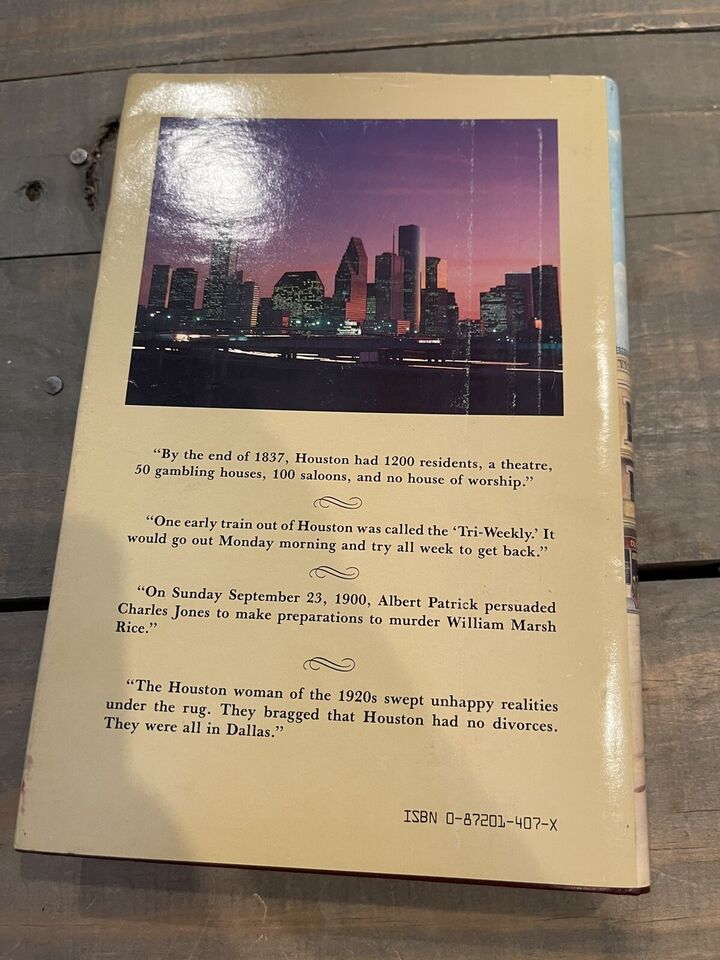 “By the end of 1837, Houston had 1200 residents, a theatre,
50 gambling houses, 100 saloons, and no house of worship.”
“One early train out of Houston was called the ‘Tri-Weekly.’ It
would go out Monday morning and try all week to get back.”
“On Sunday September 23, 1900, Albert Patrick persuaded
Charles Jones to make preparations to murder William Marsh
Rice.”
“The Houston woman of the 1920s swept unhappy realities
under the rug. They bragged that Houston had no divorces.
They were all in Dallas.”
ISBN 0-87201-407-X